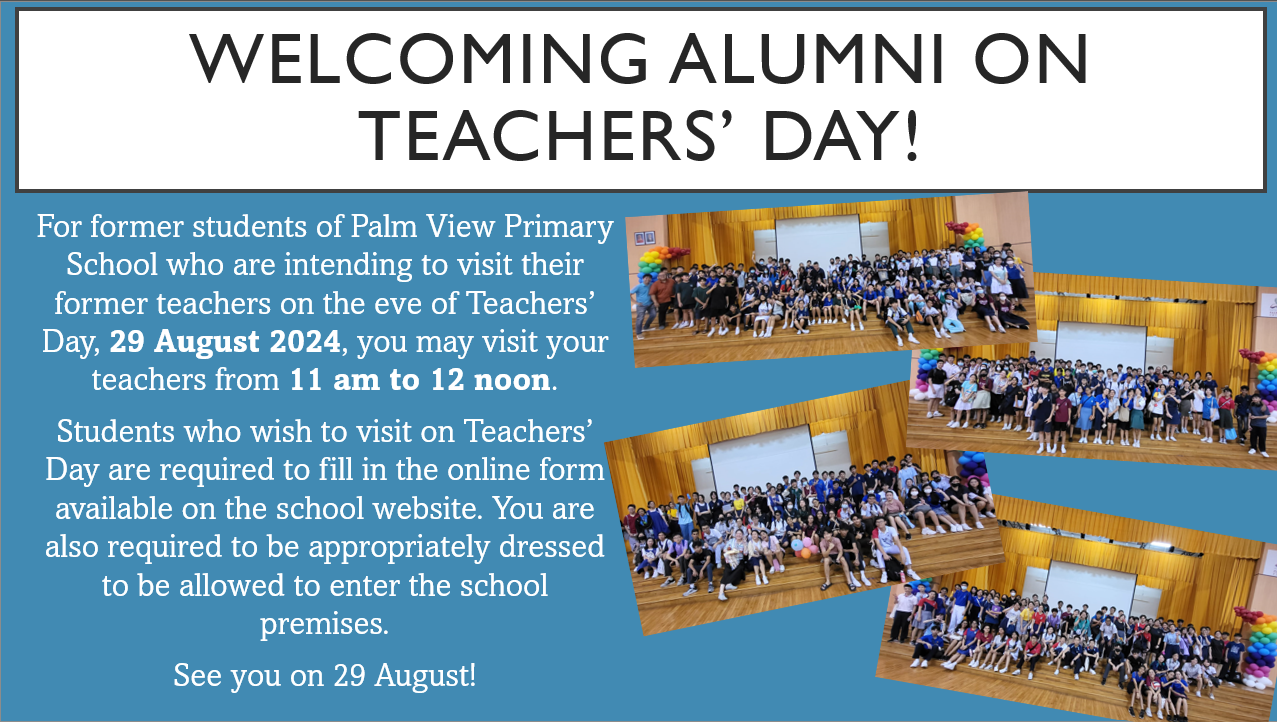 WELCOMING ALUMNI ON
TEACHERS’ DAY!
For former students of Palm View Primary
School who are intending to visit their
former teachers on the eve of Teachers’
Day, 29 August 2024, you may visit your
teachers from 11 am to 12 noon.
Students who wish to visit on Teachers’
Day are required to fill in the online form
available on the school website. You are
also required to be appropriately dressed
to be allowed to enter the school
premises.
See you on 29 August!